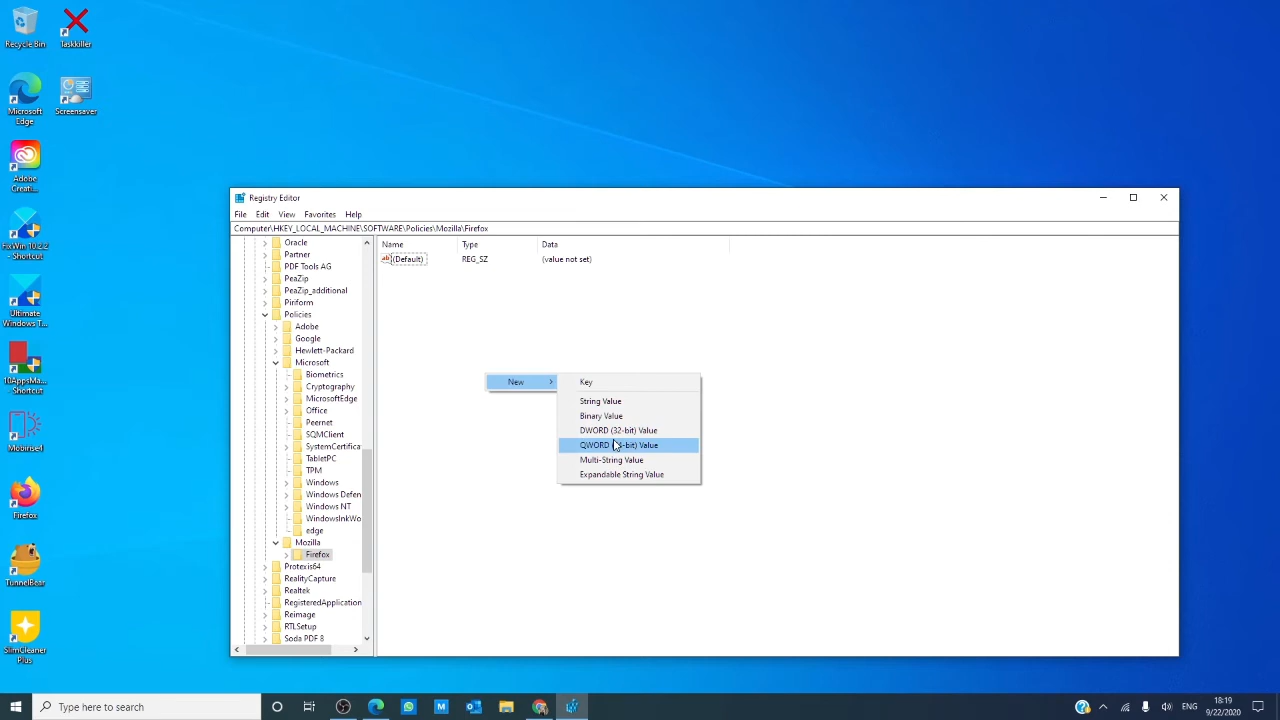 Recycle Bin
Taskkiller
Microsoft
Edge
Screensaver
Adobe
Creati...
FixWin 10.2.2
- Shortcut
Ultimate
Windows T...
10AppsMa...
- Shortcut
Mobirise4
Firefox
TunnelBear
SlimCleaner
Plus
Registry Editor
File Edit View Favorites Help
Computer\HKEY_LOCAL_MACHINE\SOFTWARE\Policies\Mozilla\Firefox
Oracle
Partner
PDF Tools AG
PeaZip
PeaZip_additional
Piriform
Policies
Adobe
Google
Hewlett-Packard
Microsoft
Biometrics
Cryptography
MicrosoftEdge
Office
Peernet
SQMClient
SystemCertifica
TabletPC
TPM
Windows
Windows Defen
Windows NT
WindowsInkWo
edge
Mozilla
Firefox
Protexis64
RealityCapture
Realtek
RegisteredApplication
Reimage
RTLSetup
Soda PDF 8
Name Type Data
ab (Default) REG_SZ (value not set)
New
Key
String Value
Binary Value
DWORD (32-bit) Value
QWORD -bit) Value
Multi-String Value
Expandable String Value
Type here to search
ENG
18:19
9/22/2020